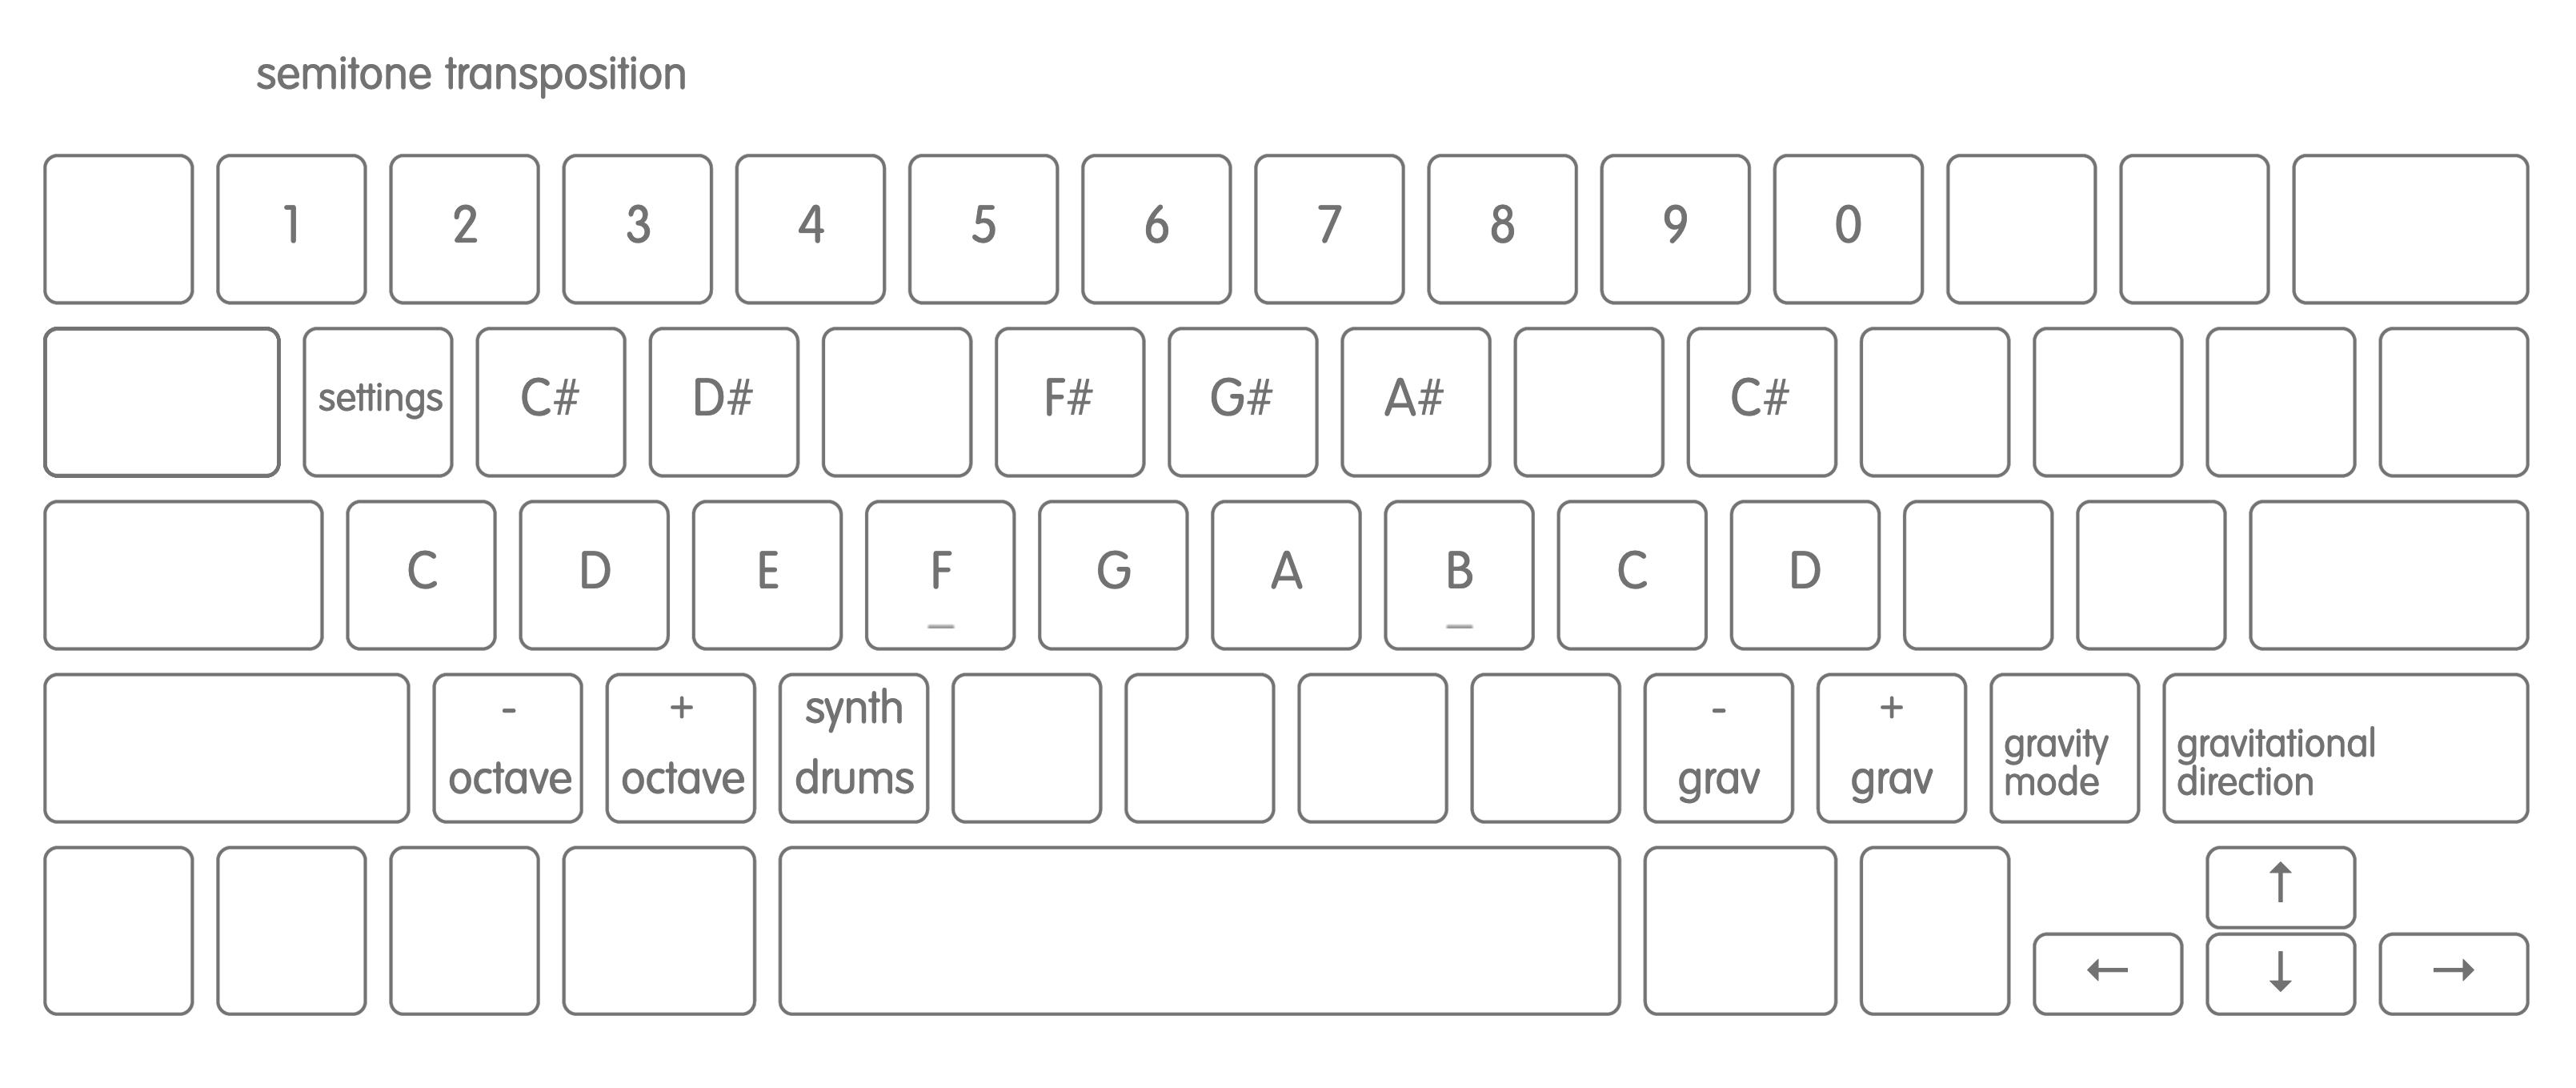 semitone transposition
1 2 3 4 5 6 7 8 9 0
settings C# D# F# G# A# C#
C D E F G A B C D
- + synth - +
octave octave drums grav grav gravity mode gravitational direction
↑
← ↓ →